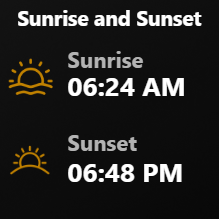 Sunrise and Sunset
Sunrise
06:24 AM
Sunset
06:48 PM